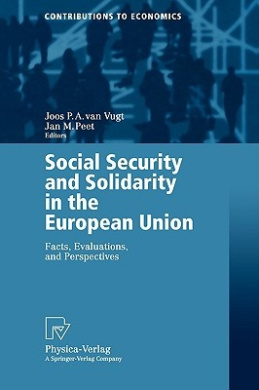 CONTRIBUTIONS TO ECONOMICS
Joos P. A. van Vugt
Jan M. Peet
Editors
Social Security
and Solidarity
in the
European Union
Facts, Evaluations,
and Perspectives
Physica-Verlag
A Springer-Verlag Company